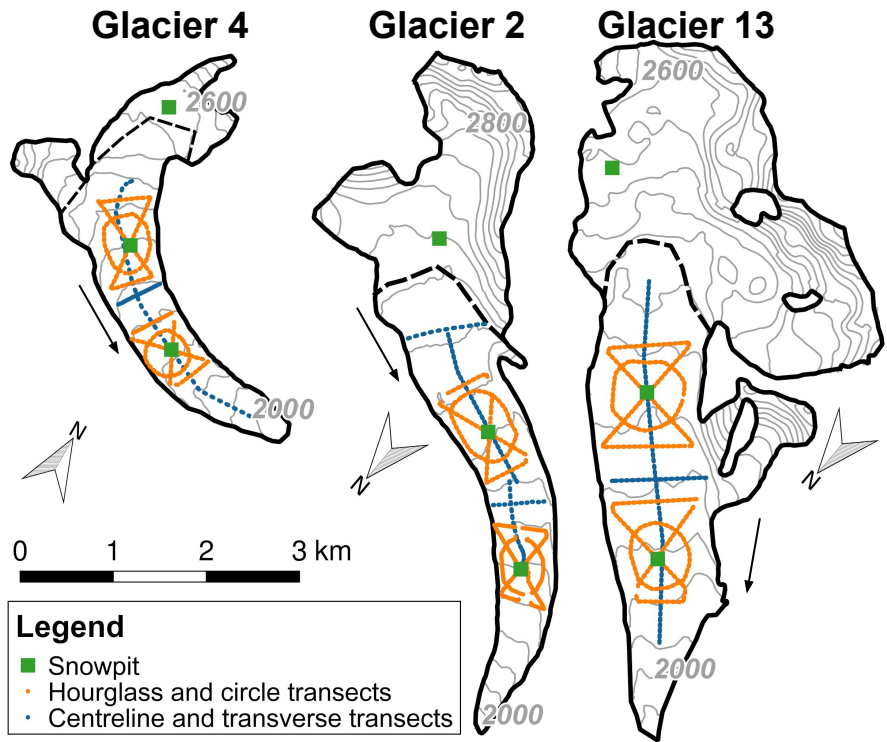 Glacier 4
Glacier 2
Glacier 13
2600
2800
2600
2000
N
N
N
0 1 2 3 km
Legend
Snowpit
Hourglass and circle transects
Centreline and transverse transects
2000
2000